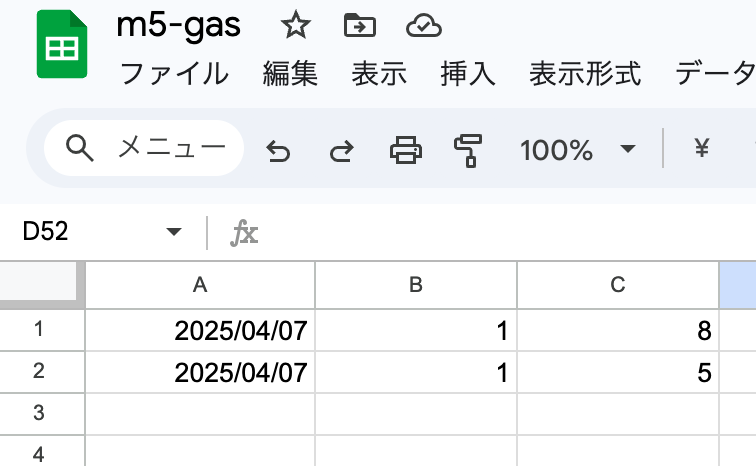 m5-gas
ファイル 編集 表示 挿入 表示形式 データ
メニュー 100% ¥
D52 fx
A B C
1 2025/04/07 1 8
2 2025/04/07 1 5
3
4